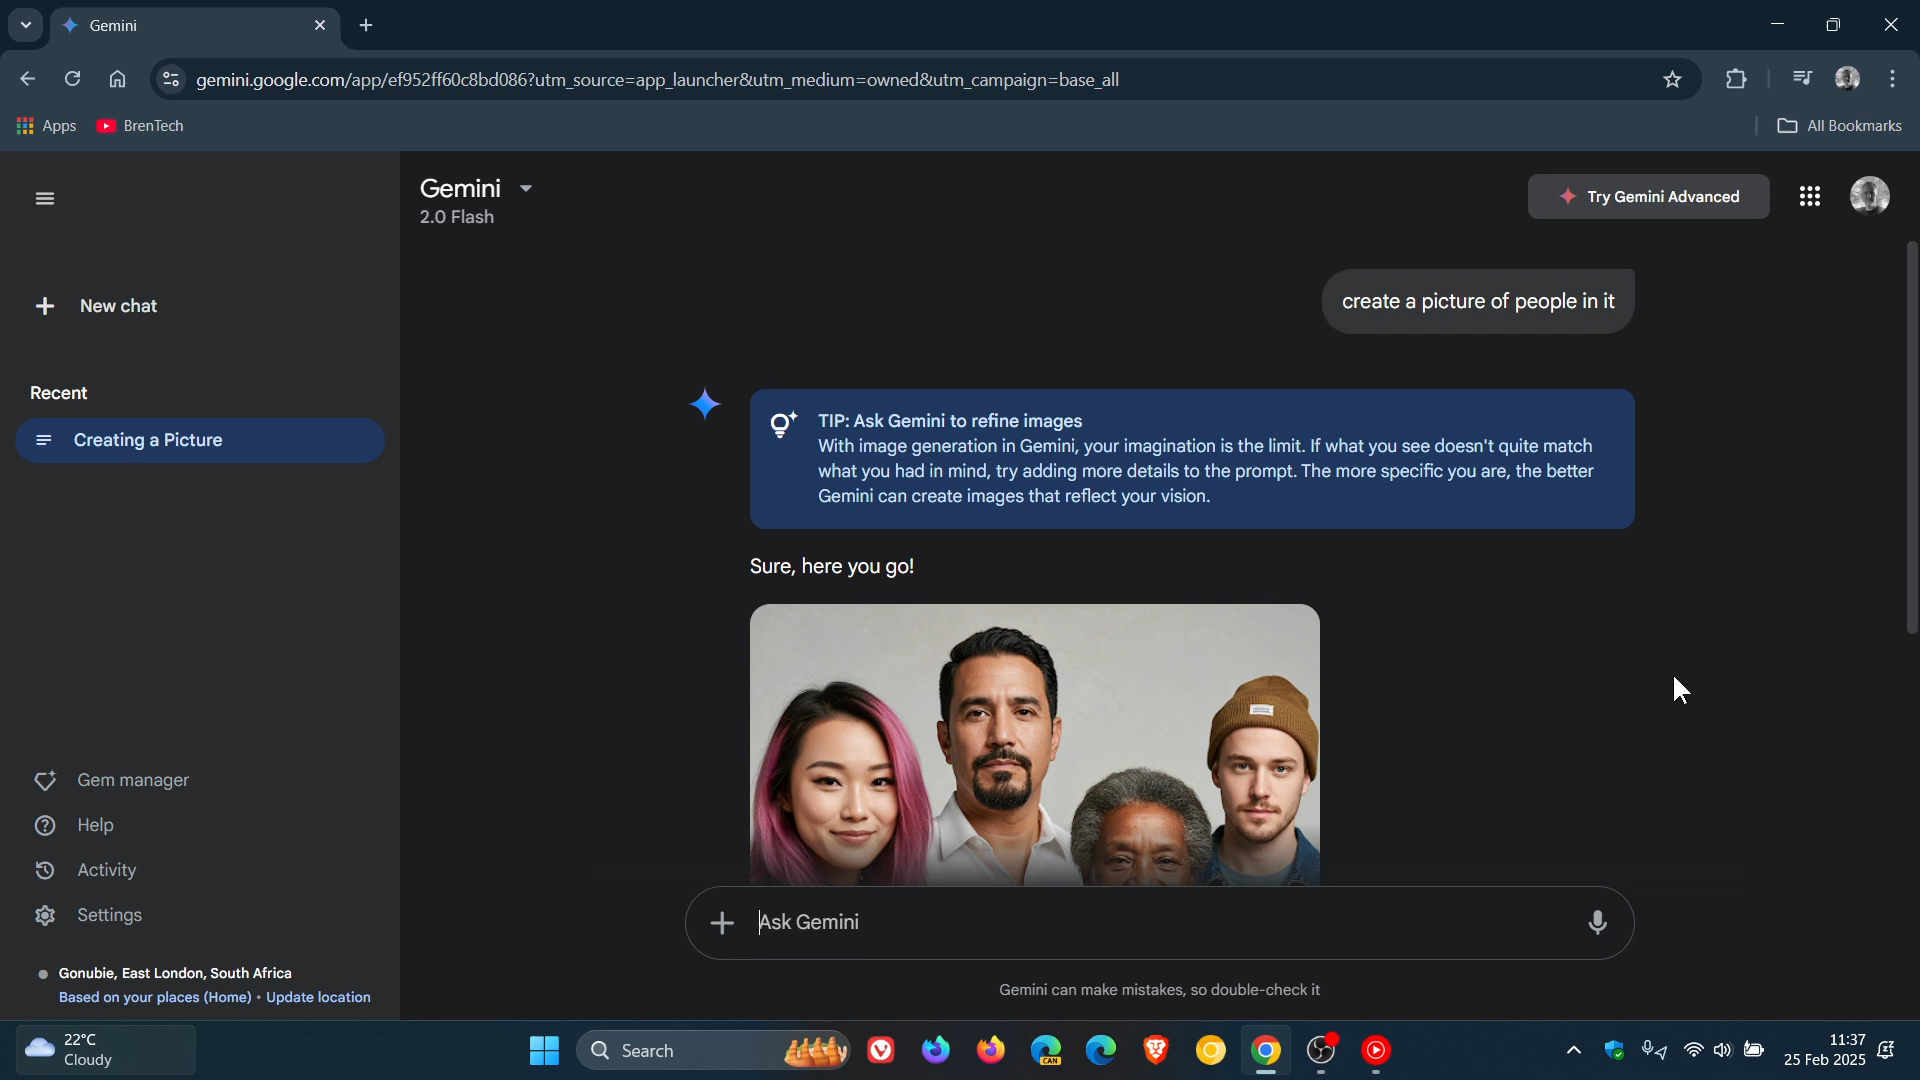 Gemini
gemini.google.com/app/ef952ff60c8bd086?utm_source=app_launcher&utm_medium=owned&utm_campaign=base_all
Apps
BrenTech
All Bookmarks
Gemini
2.0 Flash
Try Gemini Advanced
New chat
Recent
Creating a Picture
create a picture of people in it
TIP: Ask Gemini to refine images
With image generation in Gemini, your imagination is the limit. If what you see doesn't quite match
what you had in mind, try adding more details to the prompt. The more specific you are, the better
Gemini can create images that reflect your vision.
Sure, here you go!
Gem manager
Help
Activity
Settings
Gonubie, East London, South Africa
Based on your places (Home) • Update location
Ask Gemini
Gemini can make mistakes, so double-check it
22°C
Cloudy
Search
CAN
11:37
25 Feb 2025